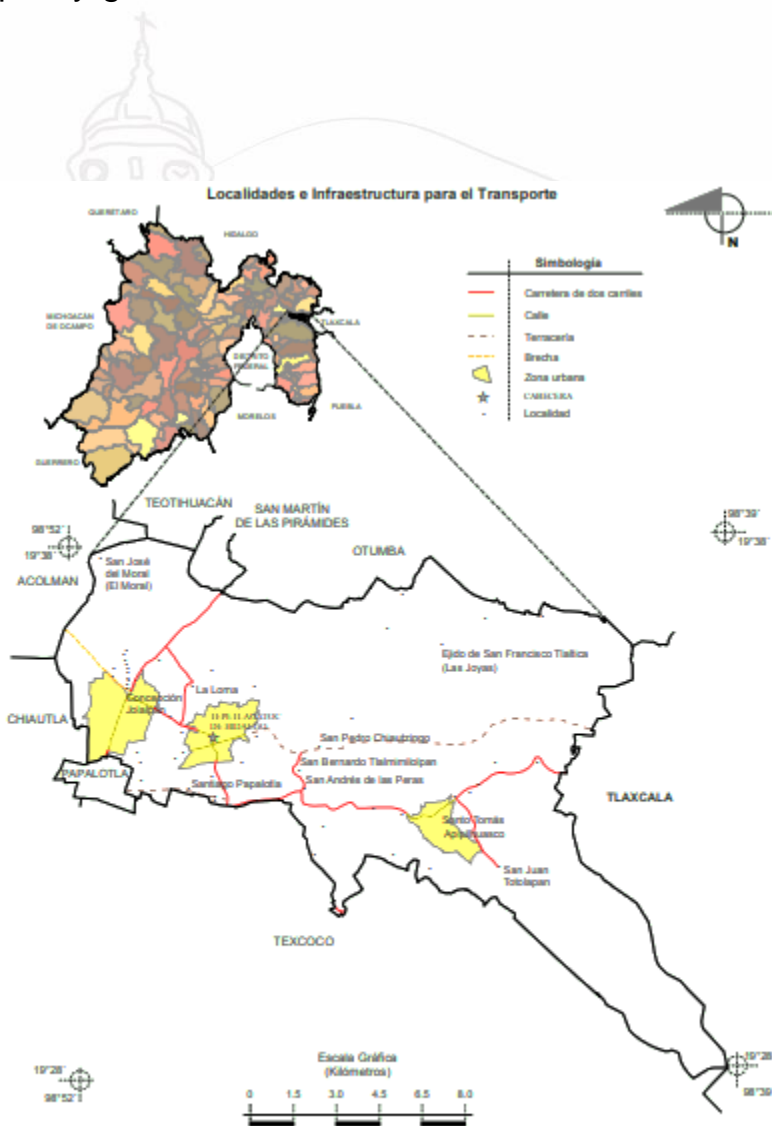 Localidades e Infraestructura para el Transporte
QUERETARO
HIDALGO
MICHOACAN
DE OCAMPO
TLAXCALA
DISTRITO
FEDERAL
MORELOS
PUEBLA
GUERRERO
N
Simbología
Carretera de dos carriles
Calle
Terracería
Brecha
Zona urbana
CABECERA
Localidad
TEOTIHUACÁN
SAN MARTÍN
DE LAS PIRÁMIDES
OTUMBA
98°52´
19°38´
98°39´
19°38´
ACOLMAN
San José
del Moral
(El Moral)
Ejido de San Francisco Tlaltica
(Las Joyas)
La Loma
Concepción
Jolalpan
CHIAUTLA
San Pedro Chiautzingo
San Bernardo Tlalmimilolpan
PAPALOTLA
Santiago Papalotla
San Andrés de las Peras
TLAXCALA
Santo Tomás
Apipilhuasco
San Juan
Totolapan
TEXCOCO
19°28´
98°52´
19°28´
98°39´
Escala Gráfica
(Kilómetros)
0 1.5 3.0 4.5 6.5 8.0